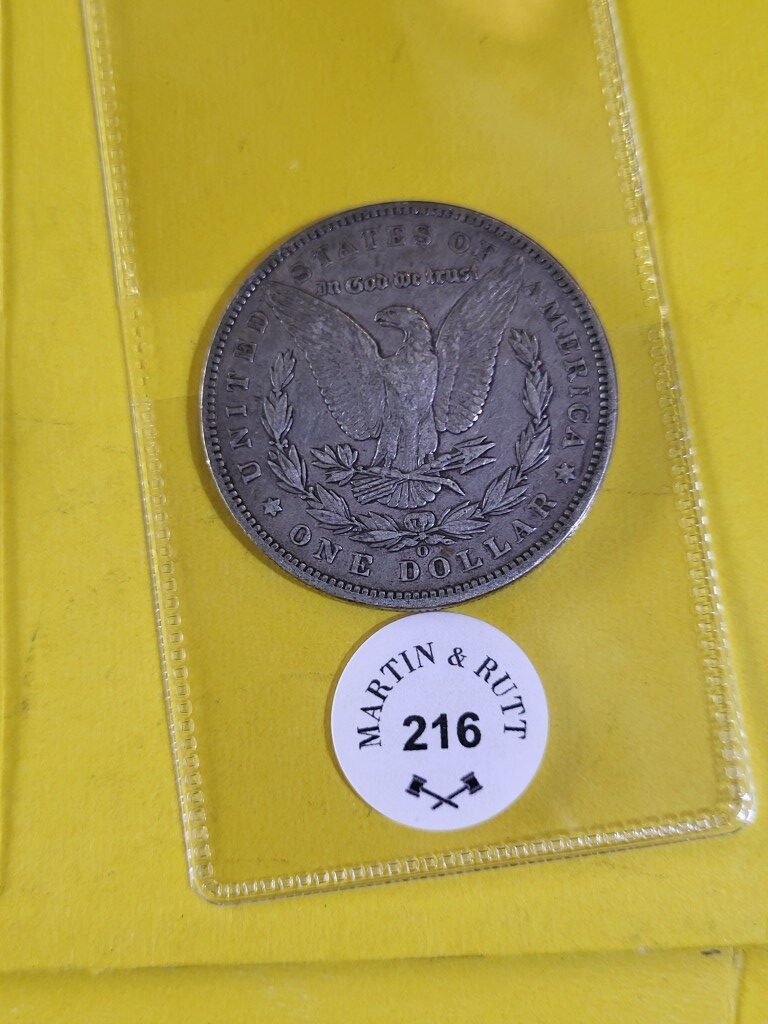 UNITED STATES OF AMERICA
In God we trust
O
ONE DOLLAR
MARTIN & RUTT
216